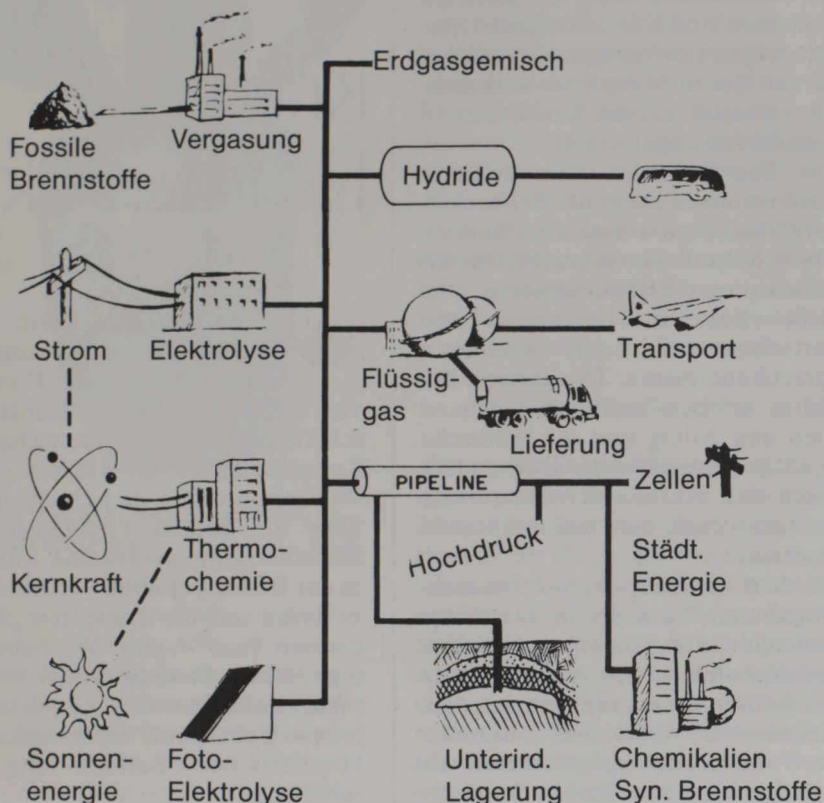 Erdgasgemisch
Fossile
Brennstoffe
Vergasung
Hydride
Strom
Elektrolyse
Flüssig-
gas
Transport
Lieferung
PIPELINE
Zellen
Kernkraft
Thermo-
chemie
Hochdruck
Städt.
Energie
Sonnen-
energie
Foto-
Elektrolyse
Unterird.
Lagerung
Chemikalien
Syn. Brennstoffe